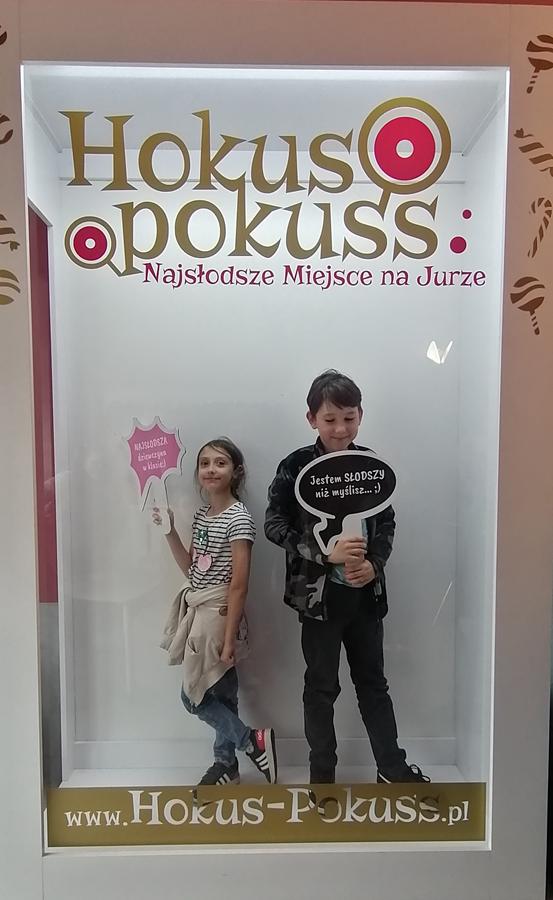 Hokus
pokuss:
Najsłodsze Miejsce na Jurze
NAJSŁODSZA
dziewczyna
w klasie;)
Jestem SŁODSZY
niż myślisz... ;)
www.Hokus-Pokuss.pl